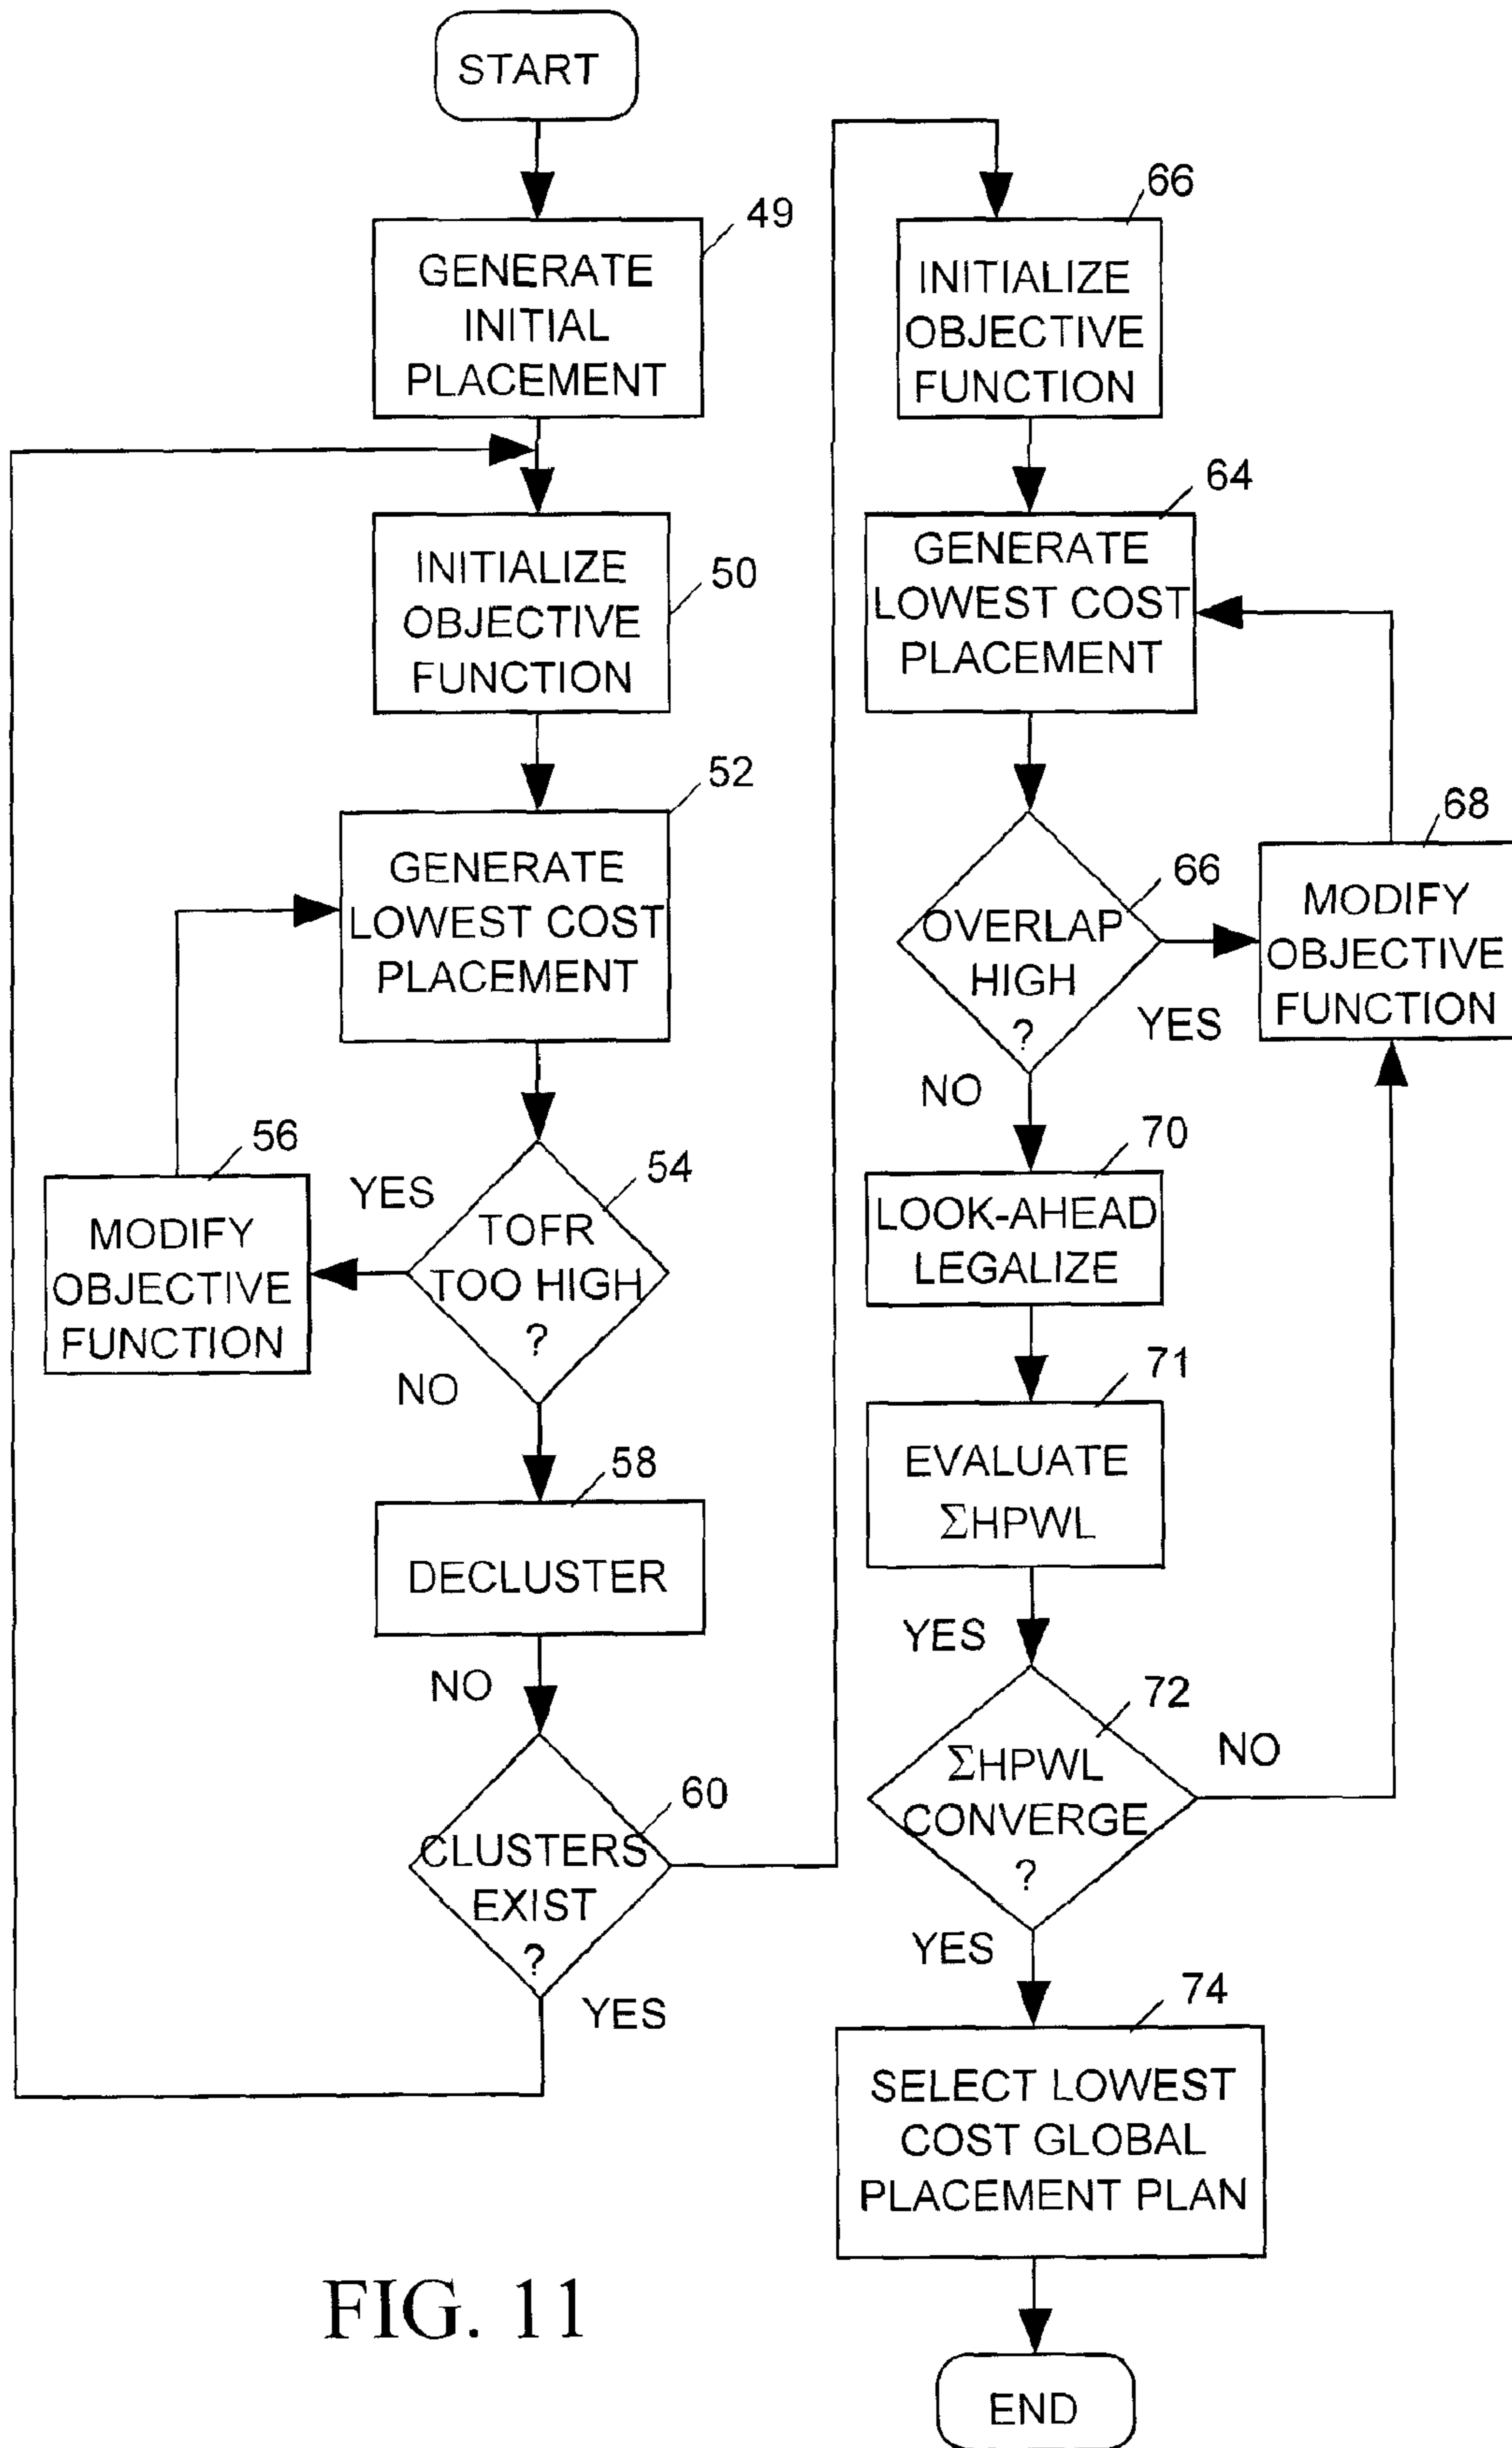 START
49
GENERATE
INITIAL
PLACEMENT
50
INITIALIZE
OBJECTIVE
FUNCTION
52
GENERATE
LOWEST COST
PLACEMENT
56
MODIFY
OBJECTIVE
FUNCTION
YES
54
TOFR
TOO HIGH
?
NO
58
DECLUSTER
NO
60
CLUSTERS
EXIST
?
YES
66
INITIALIZE
OBJECTIVE
FUNCTION
64
GENERATE
LOWEST COST
PLACEMENT
66
OVERLAP
HIGH
?
YES
68
MODIFY
OBJECTIVE
FUNCTION
NO
70
LOOK-AHEAD
LEGALIZE
71
EVALUATE
ΣHPWL
YES
72
ΣHPWL
CONVERGE
?
NO
YES
74
SELECT LOWEST
COST GLOBAL
PLACEMENT PLAN
END
FIG. 11